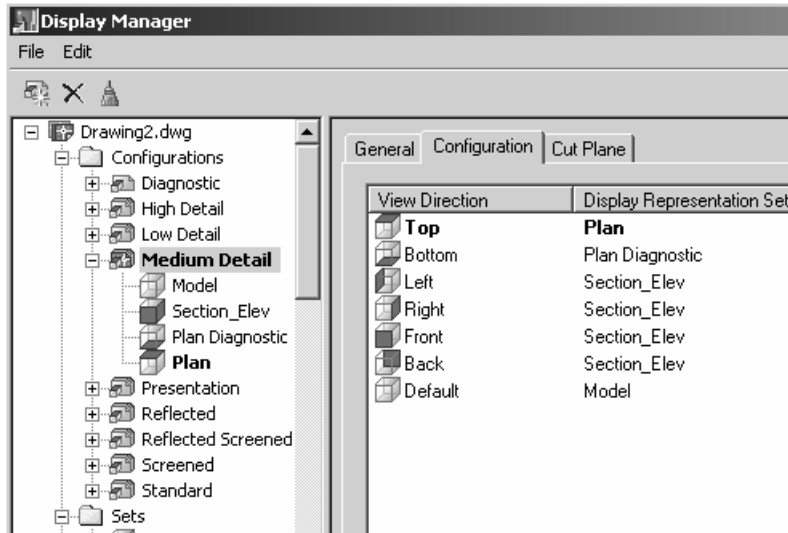 Display Manager
File Edit
Drawing2.dwg
Configurations
Diagnostic
High Detail
Low Detail
Medium Detail
Model
Section_Elev
Plan Diagnostic
Plan
Presentation
Reflected
Reflected Screened
Screened
Standard
Sets
General Configuration Cut Plane
View Direction Display Representation Set
Top Plan
Bottom Plan Diagnostic
Left Section_Elev
Right Section_Elev
Front Section_Elev
Back Section_Elev
Default Model